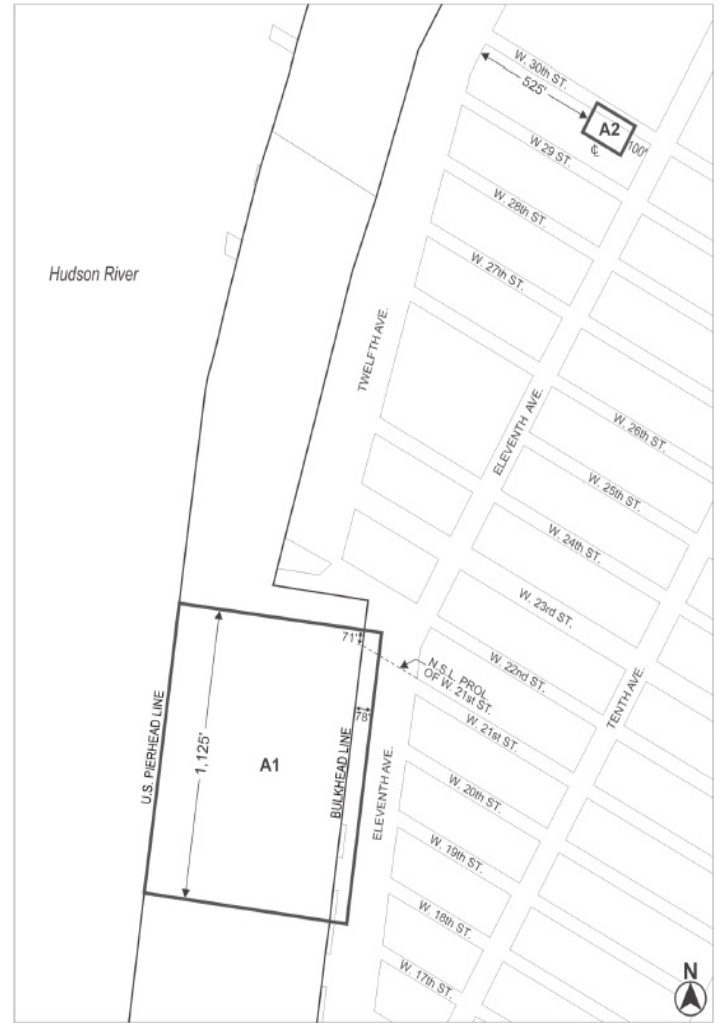 W. 30th ST.
525'
A2
100'
℄
W 29 ST.
W. 28th ST.
W. 27th ST.
Hudson River
TWELFTH AVE.
ELEVENTH AVE.
W. 26th ST.
W. 25th ST.
W. 24th ST.
W. 23rd ST.
W. 22nd ST.
71'
N.S.L. PROL.
OF W. 21st ST.
W. 21st ST.
TENTH AVE.
78'
U.S. PIERHEAD LINE
1,125'
A1
BULKHEAD LINE
ELEVENTH AVE.
W. 20th ST.
W. 19th ST.
W. 18th ST.
W. 17th ST.
N